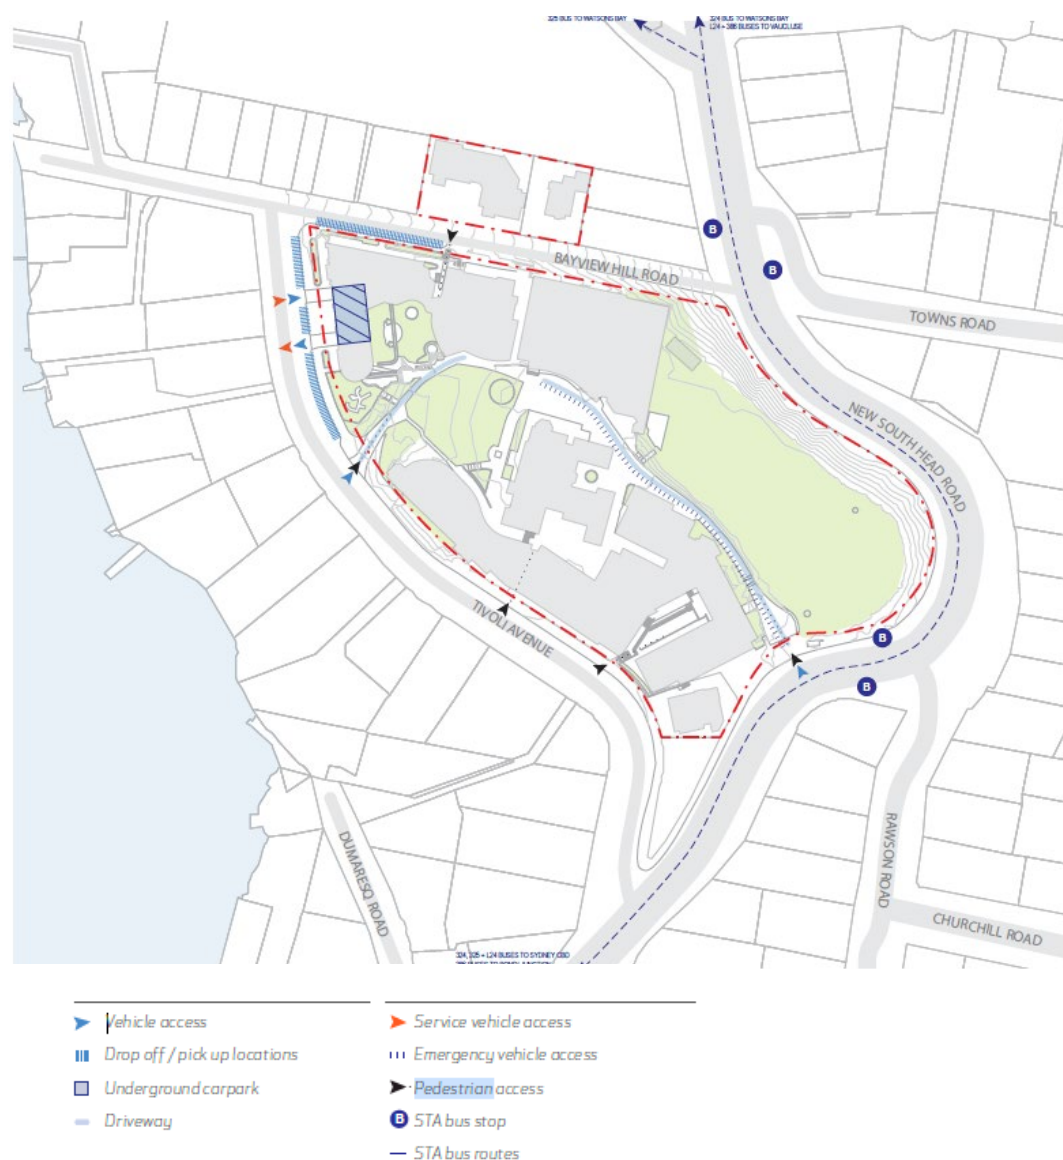 325 BUS TO WATSONS BAY
324 BUS TO WATSONS BAY
L24 + 386 BUSES TO VAUCLUSE
B
BAYVIEW HILL ROAD
B
TOWNS ROAD
NEW SOUTH HEAD ROAD
TIVOLI AVENUE
B
B
DUMARESQ ROAD
RAWSON ROAD
CHURCHILL ROAD
324, 325 + L24 BUSES TO SYDNEY CBD
Vehicle access
Drop off / pick up locations
Underground carpark
Driveway
Service vehicle access
Emergency vehicle access
Pedestrian access
B STA bus stop
STA bus routes